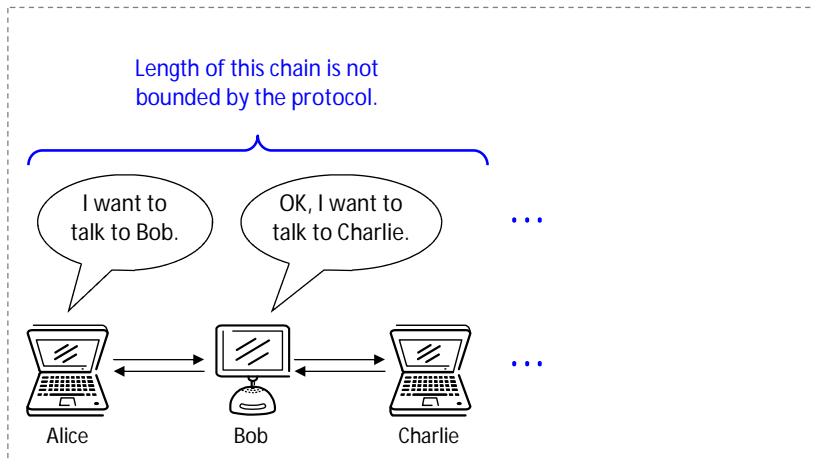 Length of this chain is not
bounded by the protocol.
I want to
talk to Bob.
OK, I want to
talk to Charlie.
...
...
Alice
Bob
Charlie